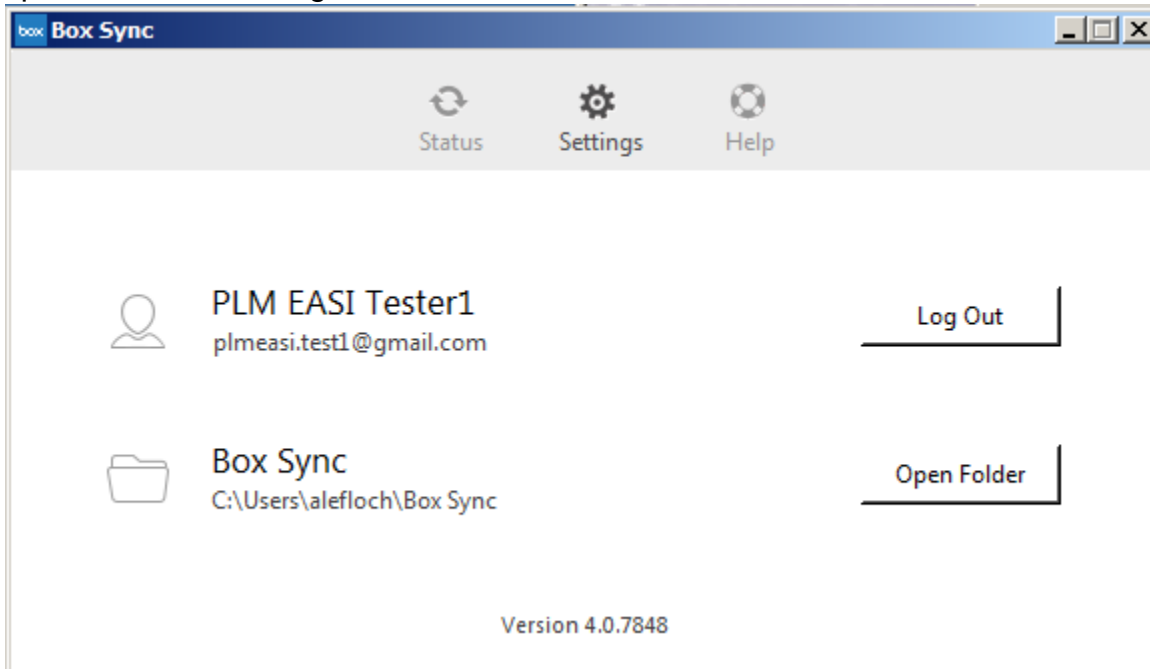 box Box Sync
Status Settings Help
PLM EASI Tester1
plmeasi.test1@gmail.com
Log Out
Box Sync
C:\Users\alefloch\Box Sync
Open Folder
Version 4.0.7848